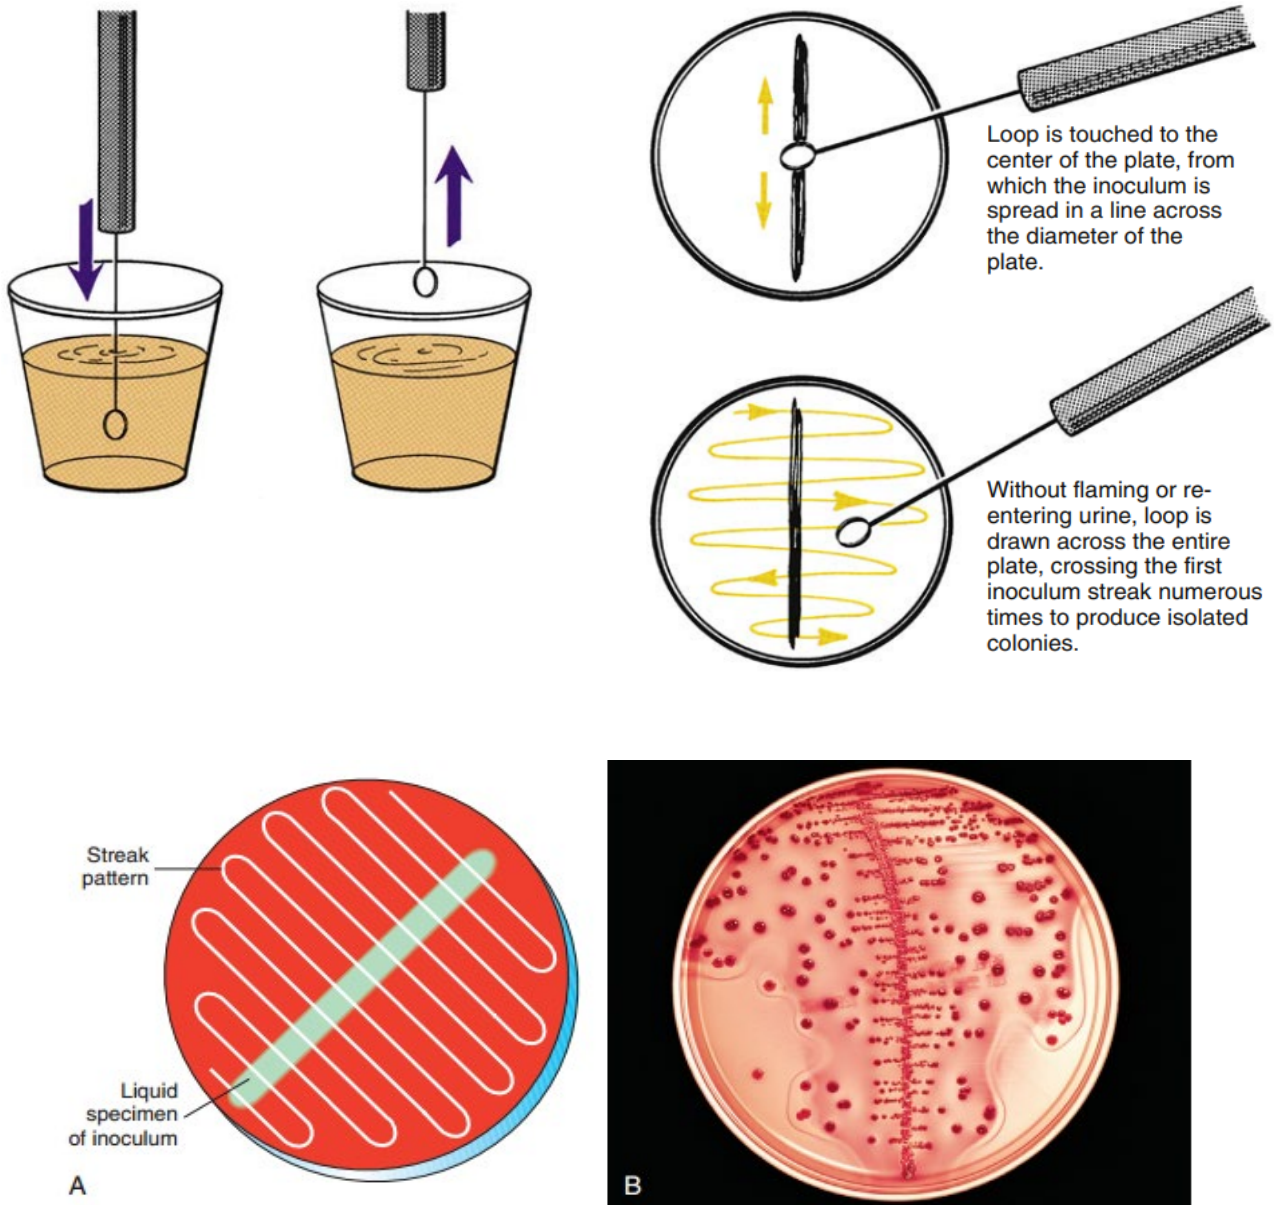 Loop is touched to the
center of the plate, from
which the inoculum is
spread in a line across
the diameter of the
plate.
Without flaming or re-
entering urine, loop is
drawn across the entire
plate, crossing the first
inoculum streak numerous
times to produce isolated
colonies.
Streak
pattern
Liquid
specimen
of inoculum
A
B